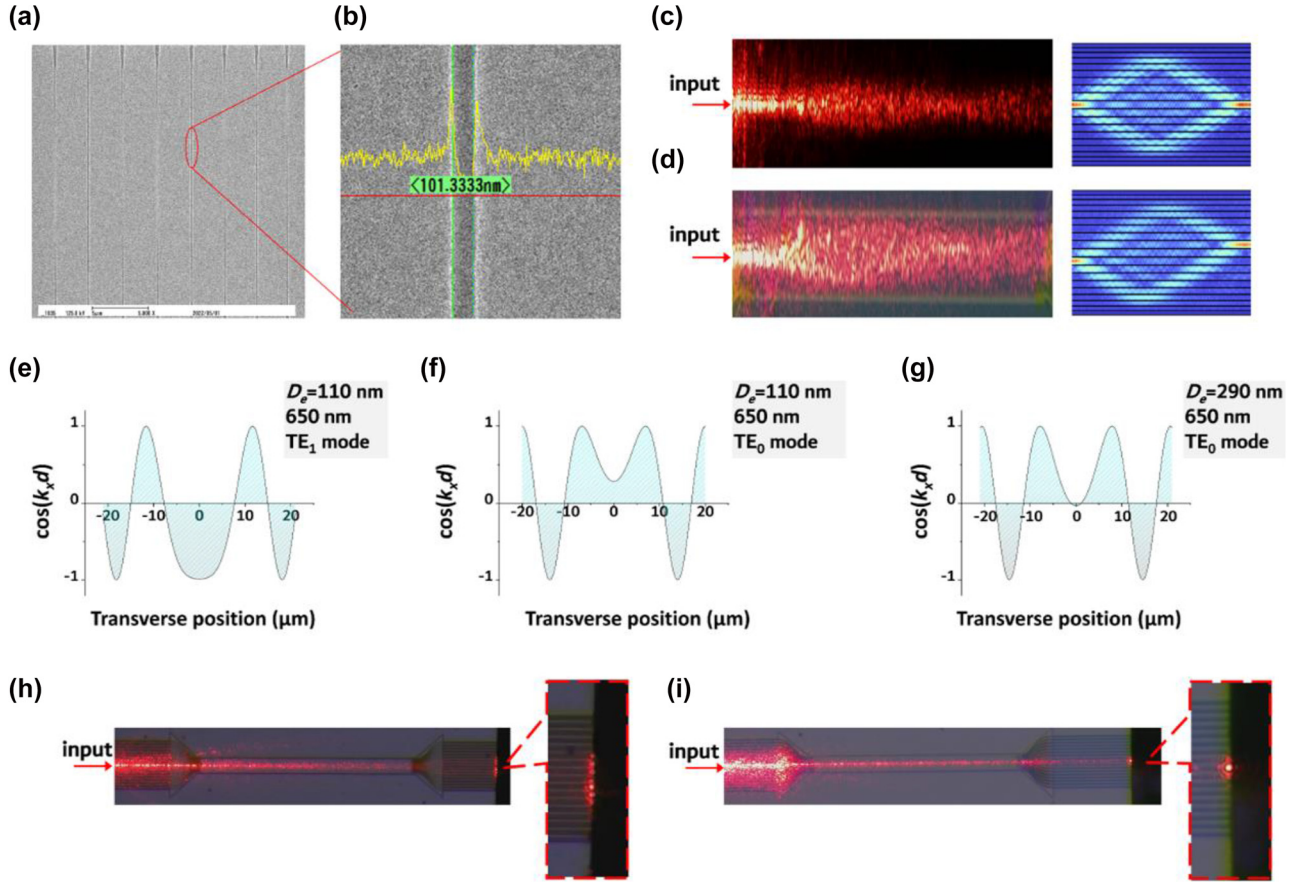 (a)
(b)
(c)
input
<101.3333nm>
(d)
input
(e)
Dₑ=110 nm
650 nm
TE₁ mode
1
0
-1
-20
-10
0
10
20
cos(kₓd)
Transverse position (μm)
(f)
Dₑ=110 nm
650 nm
TE₀ mode
1
0
-1
-20
-10
0
10
20
cos(kₓd)
Transverse position (μm)
(g)
Dₑ=290 nm
650 nm
TE₀ mode
1
0
-1
-20
-10
0
10
20
cos(kₓd)
Transverse position (μm)
(h)
input
(i)
input